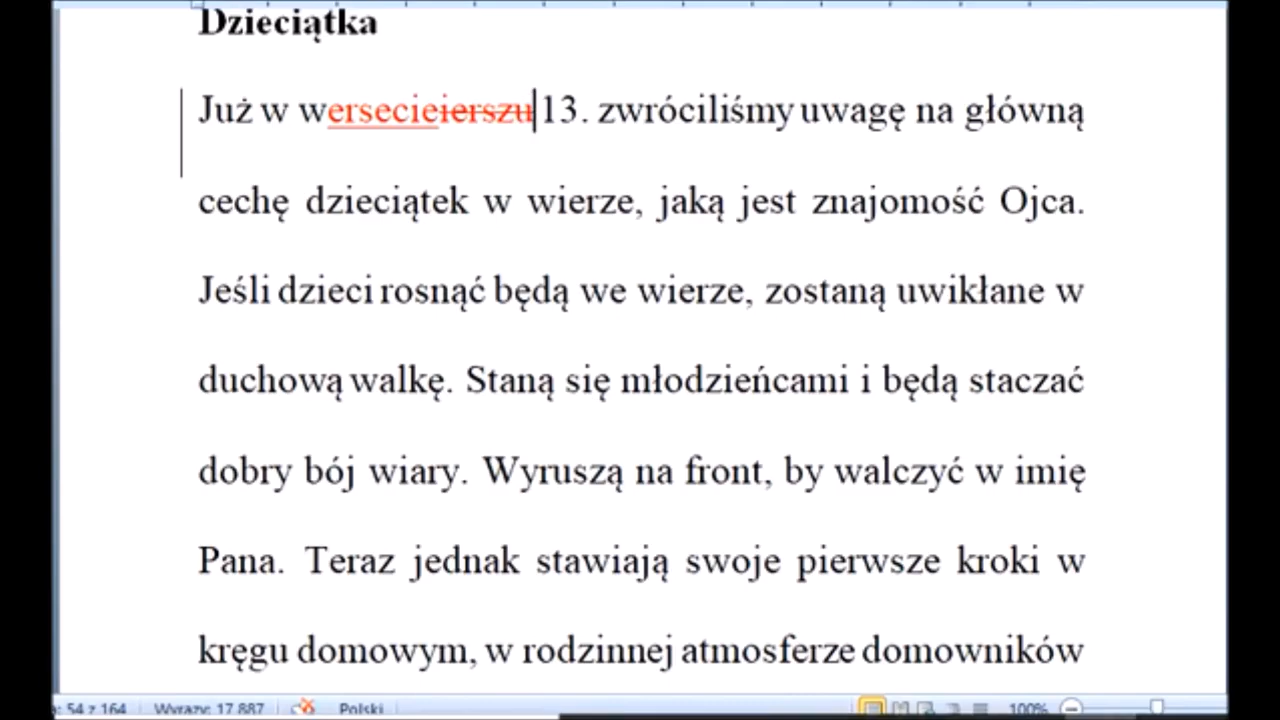 Dzieciątka
Już w wersecieierszu 13. zwróciliśmy uwagę na główną
cechę dzieciątek w wierze, jaką jest znajomość Ojca.
Jeśli dzieci rosnąć będą we wierze, zostaną uwikłane w
duchową walkę. Staną się młodzieńcami i będą staczać
dobry bój wiary. Wyruszą na front, by walczyć w imię
Pana. Teraz jednak stawiają swoje pierwsze kroki w
kręgu domowym, w rodzinnej atmosferze domowników
: 54 z 164 Wyrazy: 17 887 Polski 100%